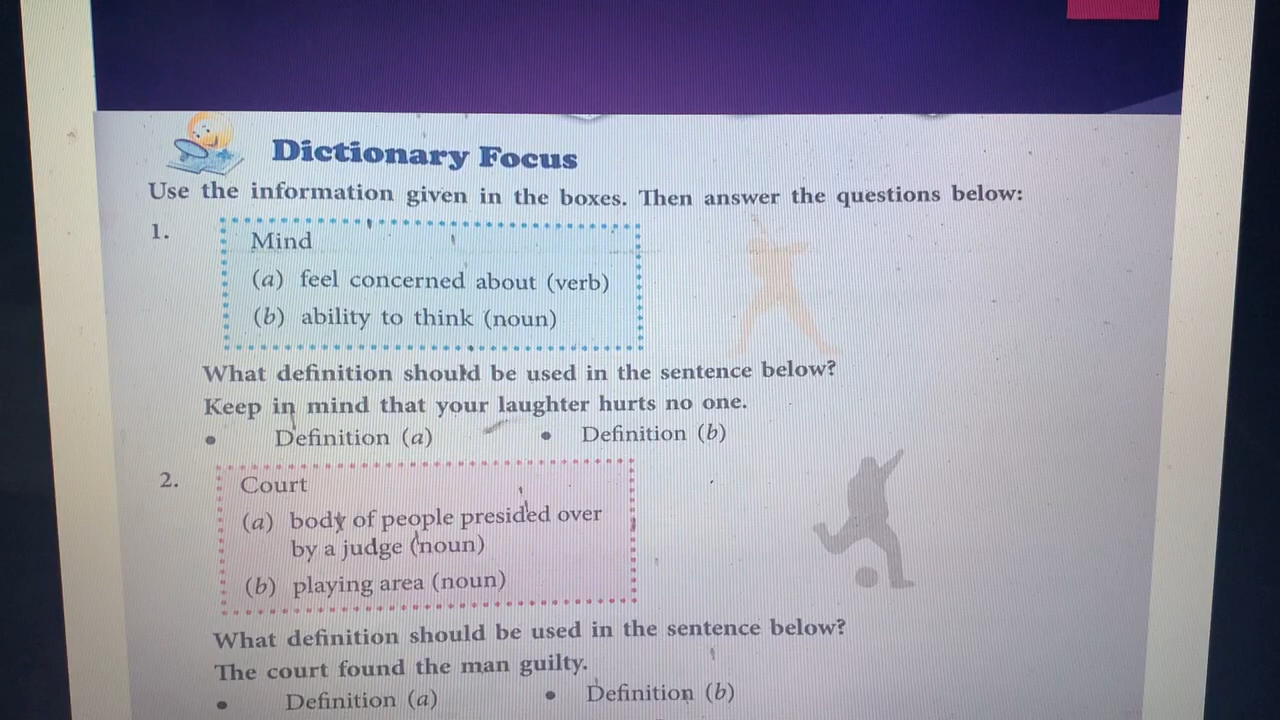 Dictionary Focus
Use the information given in the boxes. Then answer the questions below:
1.
Mind
(a) feel concerned about (verb)
(b) ability to think (noun)
What definition should be used in the sentence below?
Keep in mind that your laughter hurts no one.
• Definition (a) • Definition (b)
2.
Court
(a) body of people presided over
by a judge (noun)
(b) playing area (noun)
What definition should be used in the sentence below?
The court found the man guilty.
• Definition (a) • Definition (b)